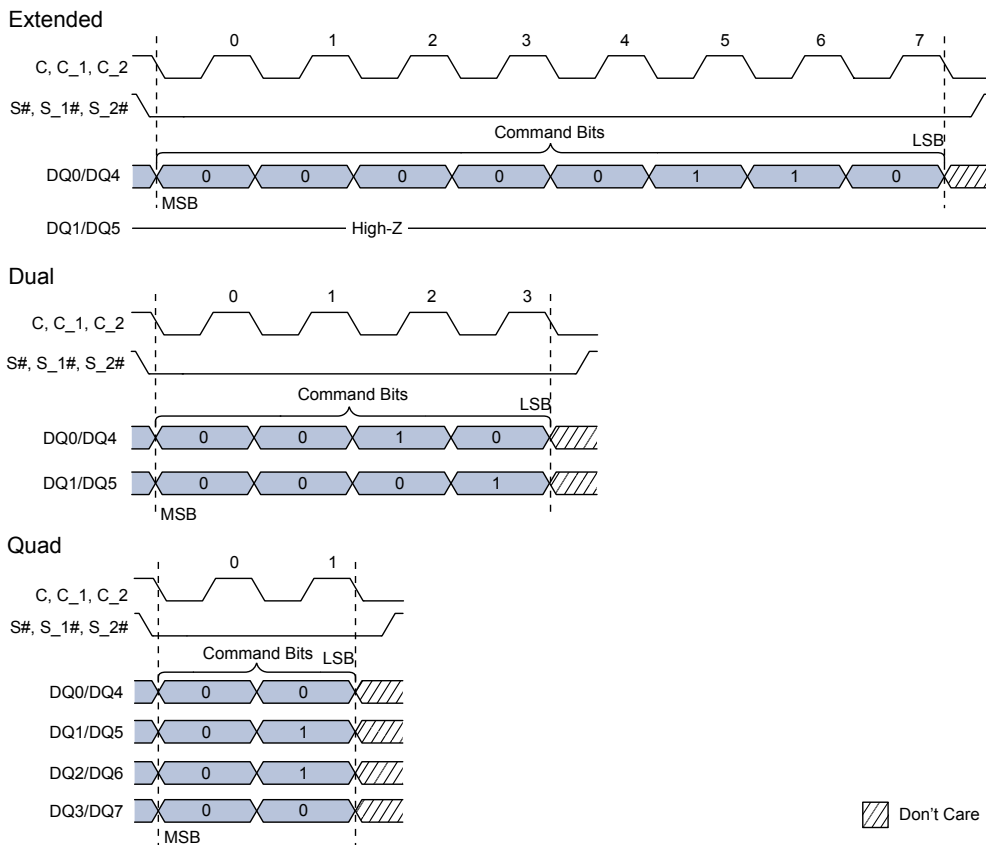 Extended
0 1 2 3 4 5 6 7
C, C_1, C_2
S#, S_1#, S_2#
Command Bits
LSB
DQ0/DQ4 0 0 0 0 0 1 1 0
MSB
DQ1/DQ5 High-Z
Dual
0 1 2 3
C, C_1, C_2
S#, S_1#, S_2#
Command Bits
LSB
DQ0/DQ4 0 0 1 0
DQ1/DQ5 0 0 0 1
MSB
Quad
0 1
C, C_1, C_2
S#, S_1#, S_2#
Command Bits
LSB
DQ0/DQ4 0 0
DQ1/DQ5 0 1
DQ2/DQ6 0 1
DQ3/DQ7 0 0
MSB
Don't Care